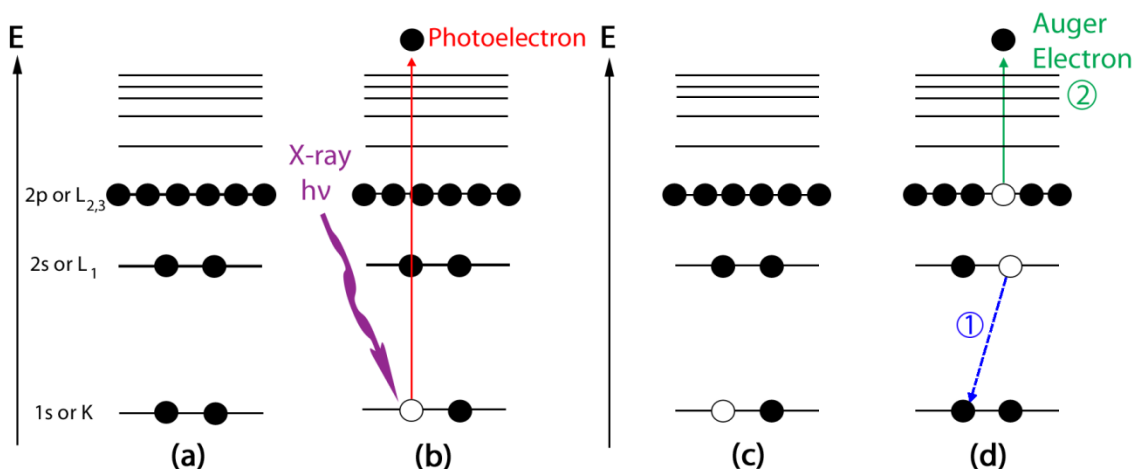 E
Photoelectron
X-ray
hν
2p or L2,3
2s or L1
1s or K
(a)
(b)
E
Auger
Electron
②
①
(c)
(d)